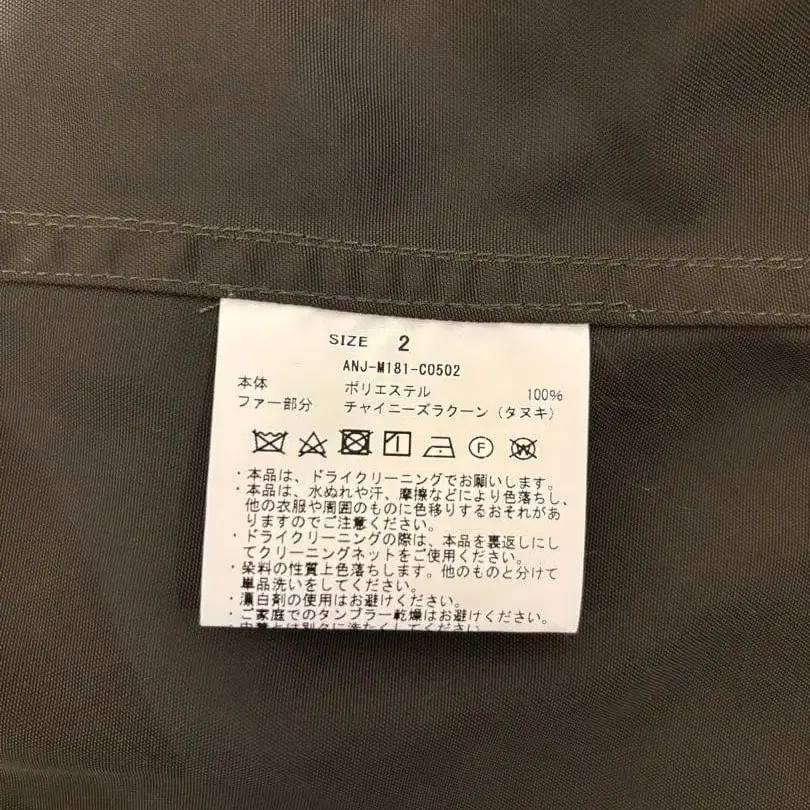 SIZE 2
ANJ-M181-C0502
本体 ポリエステル 100%
ファー部分 チャイニーズラクーン(タヌキ)
・本品は、ドライクリーニングでお願いします。
・本品は、水ぬれや汗、摩擦などにより色落ちし、
他の衣服や周囲のものに色移りするおそれがあ
りますのでご注意ください。
・ドライクリーニングの際は、本品を裏返しにし
てクリーニングネットをご使用ください。
・染料の性質上色落ちします。他のものと分けて
単品洗いをしてください。
・漂白剤の使用はお避けください。
・ご家庭でのタンブラー乾燥はお避けください。